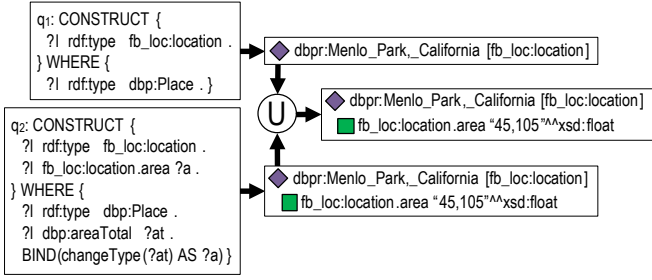 q₁: CONSTRUCT {
?l rdf:type fb_loc:location .
} WHERE {
?l rdf:type dbp:Place . }
dbpr:Menlo_Park,_California [fb_loc:location]
U
dbpr:Menlo_Park,_California [fb_loc:location]
fb_loc:location.area “45,105”^^xsd:float
q₂: CONSTRUCT {
?l rdf:type fb_loc:location .
?l fb_loc:location.area ?a .
} WHERE {
?l rdf:type dbp:Place .
?l dbp:areaTotal ?at .
BIND(changeType(?at) AS ?a) }
dbpr:Menlo_Park,_California [fb_loc:location]
fb_loc:location.area “45,105”^^xsd:float